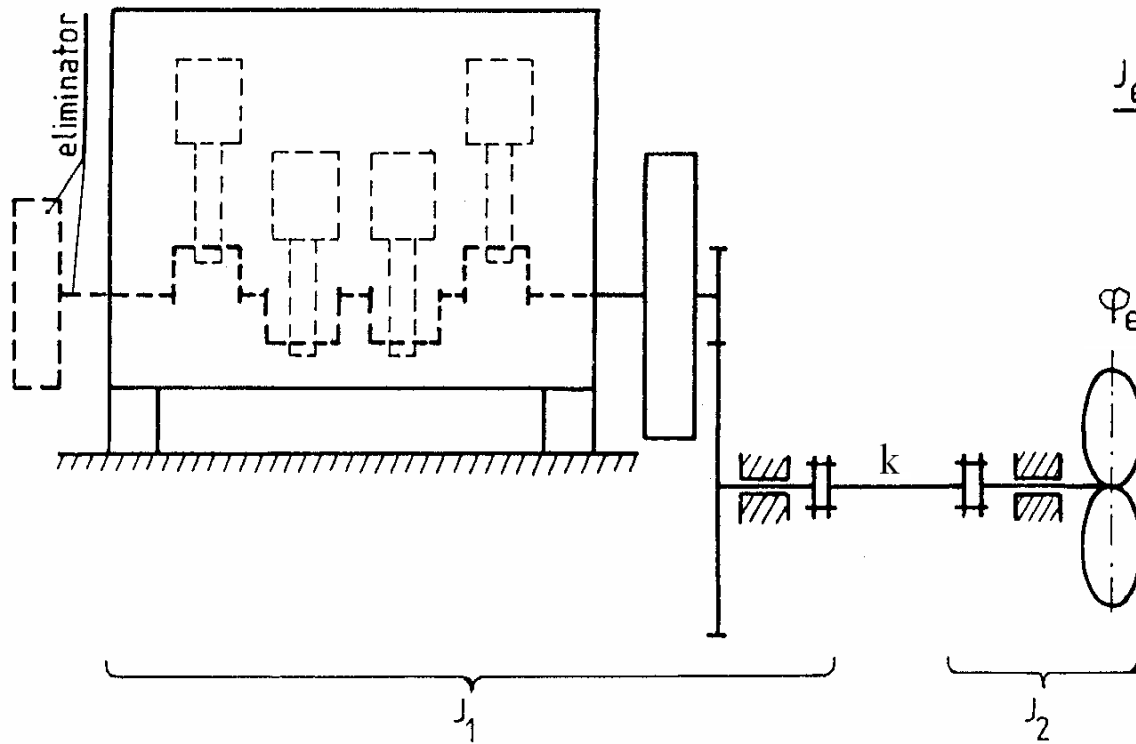 eliminator
J
φ
k
J₁
J₂